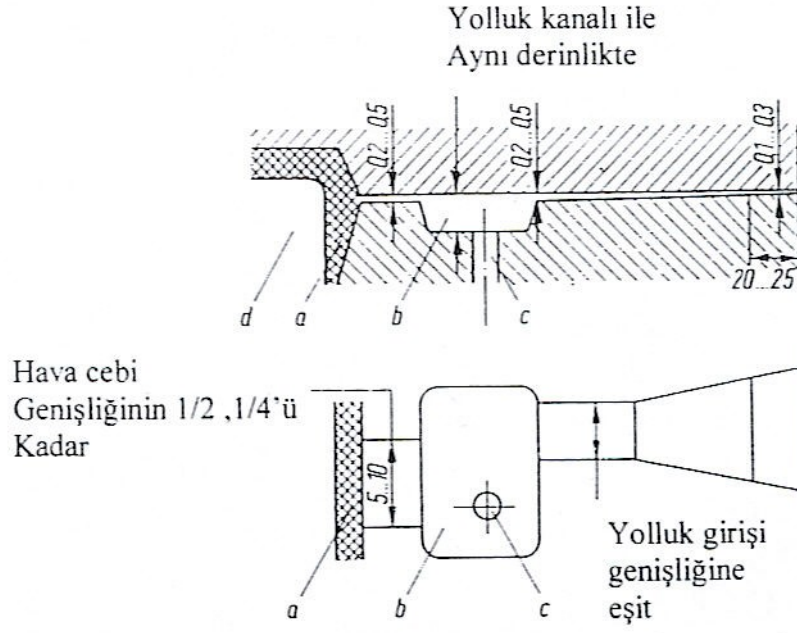 Yolluk kanalı ile
Aynı derinlikte
0.2...0.5
0.2...0.5
0.1...0.3
20...25
d
a
b
c
Hava cebi
Genişliğinin 1/2 ,1/4'ü
Kadar
5...10
Yolluk girişi
genişliğine
eşit
a
b
c